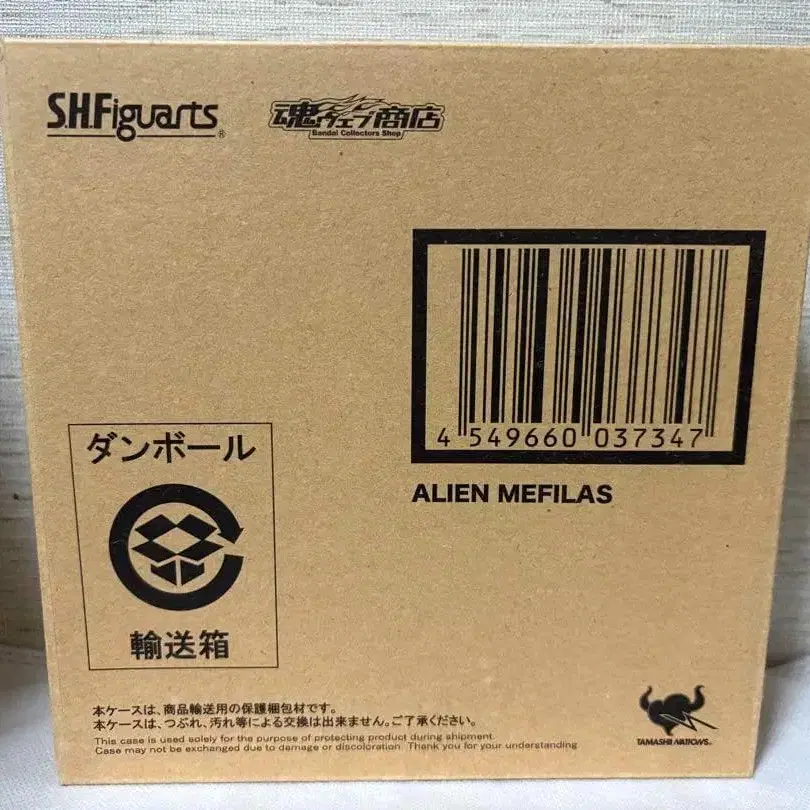 S.H.Figuarts ®
魂ウェブ商店
Bandai Collectors Shop
4 549660 037347
ALIEN MEFILAS
ダンボール
輸送箱
本ケースは、商品輸送用の保護梱包材です。
本ケースは、つぶれ、汚れ等による交換は出来ません。ご了承ください。
This case is used solely for the purpose of protecting product during shipment.
Case may not be exchanged due to damage or discoloration. Thank you for your understanding
TAMASHII NATIONS